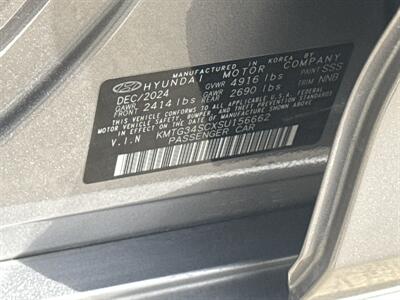 MANUFACTURED IN KOREA BY
HYUNDAI MOTOR COMPANY
DEC/2024 GVWR 4916 lbs PAINT SSS
GAWR FRONT 2414 lbs GAWR REAR 2690 lbs TRIM NNB
THIS VEHICLE CONFORMS TO ALL APPLICABLE U.S.A. FEDERAL
MOTOR VEHICLE SAFETY AND THEFT PREVENTION STANDARDS
IN EFFECT ON THE DATE OF MANUFACTURE SHOWN ABOVE.
V.I.N KMTG34SCXSU156662
PASSENGER CAR